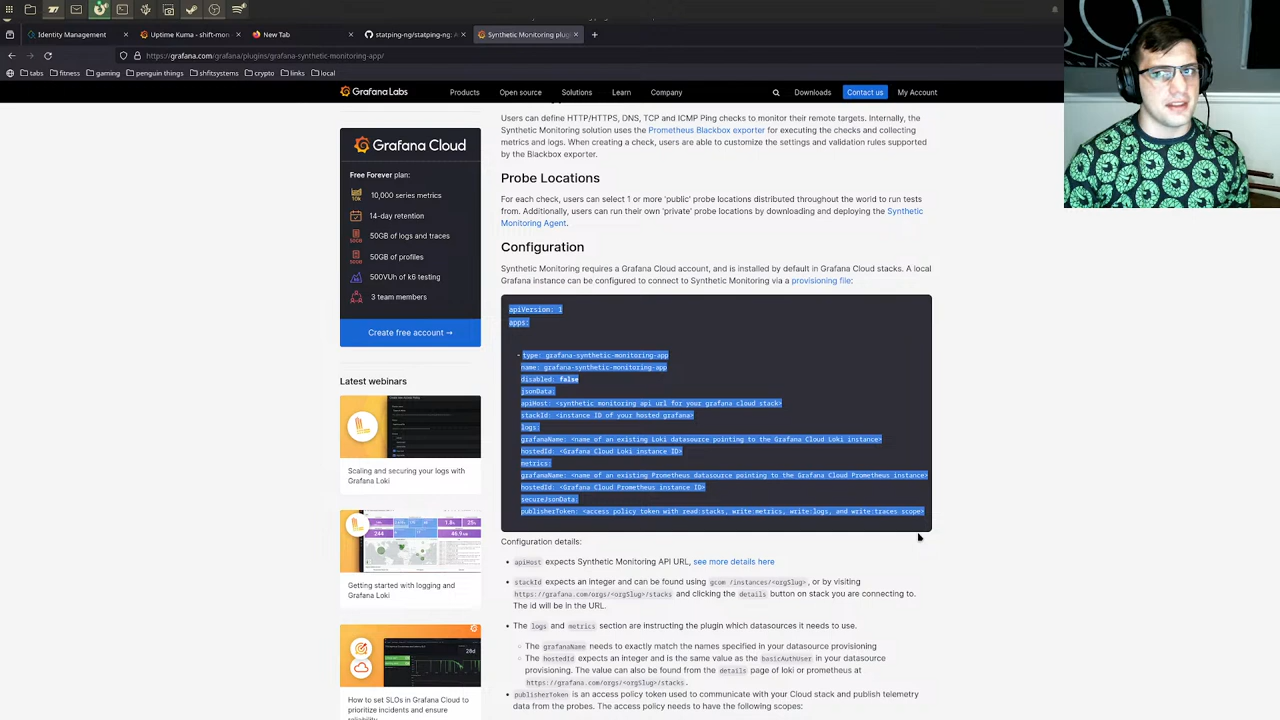 Identity Management
Uptime Kuma - shift-mon
New Tab
statping-ng/statping-ng: A
Synthetic Monitoring plug
https://grafana.com/grafana/plugins/grafana-synthetic-monitoring-app/
tabs
fitness
gaming
penguin things
shfitsystems
crypto
links
local
Grafana Labs
Products
Open source
Solutions
Learn
Company
Downloads
Contact us
My Account
Grafana Cloud
Free Forever plan:
10,000 series metrics
14-day retention
50GB of logs and traces
50GB of profiles
500VUh of k6 testing
3 team members
Create free account →
Latest webinars
Scaling and securing your logs with
Grafana Loki
Getting started with logging and
Grafana Loki
How to set SLOs in Grafana Cloud to
prioritize incidents and ensure
Users can define HTTP/HTTPS, DNS, TCP and ICMP Ping checks to monitor their remote targets. Internally, the
Synthetic Monitoring solution uses the Prometheus Blackbox exporter for executing the checks and collecting
metrics and logs. When creating a check, users are able to customize the settings and validation rules supported
by the Blackbox exporter.
Probe Locations
For each check, users can select 1 or more 'public' probe locations distributed throughout the world to run tests
from. Additionally, users can run their own 'private' probe locations by downloading and deploying the Synthetic
Monitoring Agent.
Configuration
Synthetic Monitoring requires a Grafana Cloud account, and is installed by default in Grafana Cloud stacks. A local
Grafana instance can be configured to connect to Synthetic Monitoring via a provisioning file:
apiVersion: 1
apps:
- type: grafana-synthetic-monitoring-app
name: grafana-synthetic-monitoring-app
disabled: false
jsonData:
apiHost: <synthetic monitoring api url for your grafana cloud stack>
stackId: <instance ID of your hosted grafana>
logs:
grafanaName: <name of an existing Loki datasource pointing to the Grafana Cloud Loki instance>
hostedId: <Grafana Cloud Loki instance ID>
metrics:
grafanaName: <name of an existing Prometheus datasource pointing to the Grafana Cloud Prometheus instance>
hostedId: <Grafana Cloud Prometheus instance ID>
secureJsonData:
publisherToken: <access policy token with read:stacks, write:metrics, write:logs, and write:traces scope>
Configuration details:
• apiHost expects Synthetic Monitoring API URL, see more details here
• stackId expects an integer and can be found using gcom /instances/<orgSlug>, or by visiting
https://grafana.com/orgs/<orgSlug>/stacks and clicking the details button on stack you are connecting to.
The id will be in the URL.
• The logs and metrics section are instructing the plugin which datasources it needs to use.
○ The grafanaName needs to exactly match the names specified in your datasource provisioning
○ The hostedId expects an integer and is the same value as the basicAuthUser in your datasource
provisioning. The value can also be found from the details page of loki or prometheus at
https://grafana.com/orgs/<orgSlug>/stacks.
• publisherToken is an access policy token used to communicate with your Cloud stack and publish telemetry
data from the probes. The access policy needs to have the following scopes: